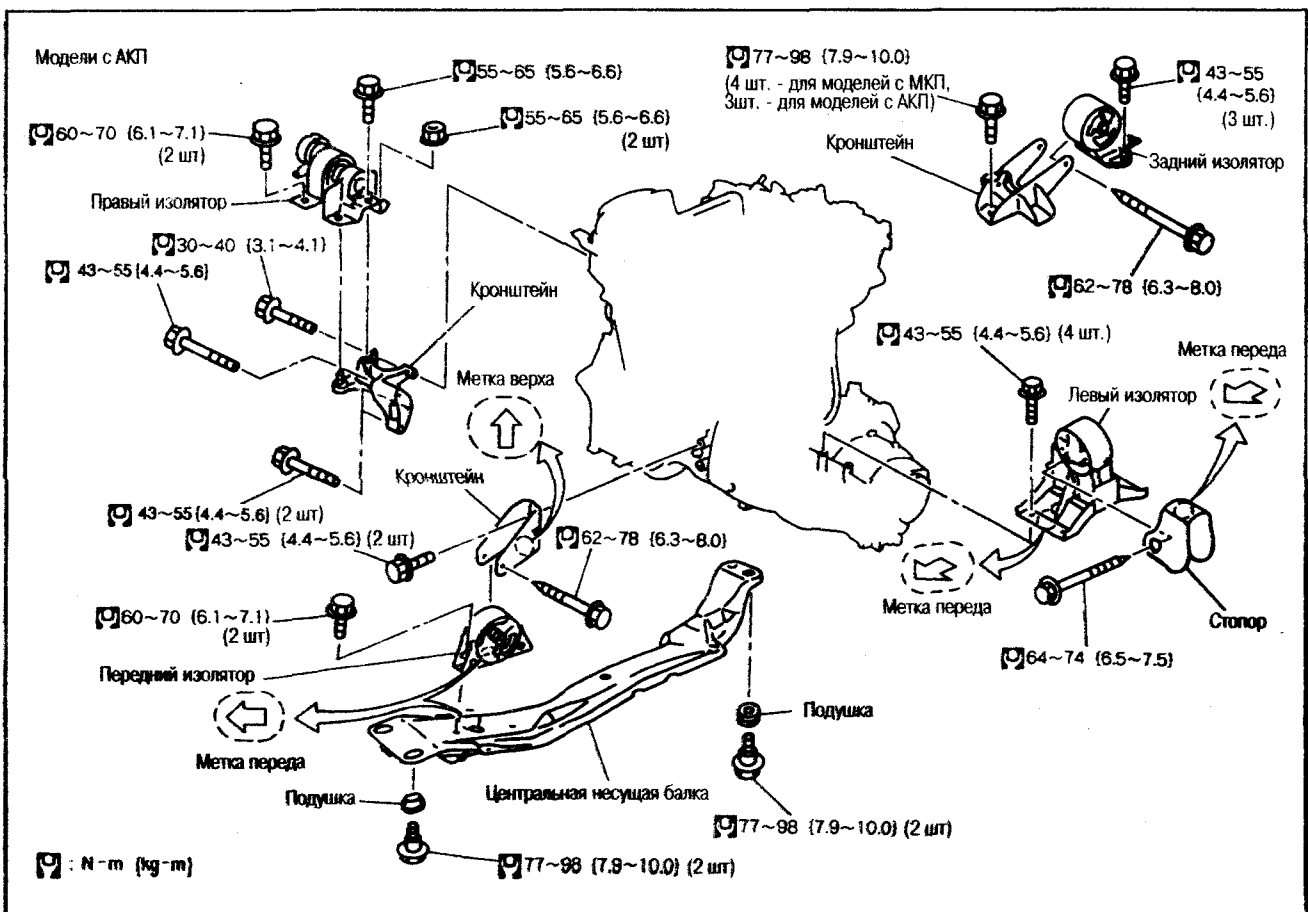 Модели с АКП
55~65 {5.6~6.6}
77~98 {7.9~10.0}
(4 шт. - для моделей с МКП,
3шт. - для моделей с АКП)
43~55
{4.4~5.6}
(3 шт.)
60~70 {6.1~7.1}
(2 шт)
55~65 {5.6~6.6}
(2 шт)
Кронштейн
Задний изолятор
Правый изолятор
30~40 {3.1~4.1}
43~55{4.4~5.6}
Кронштейн
62~78 {6.3~8.0}
43~55 {4.4~5.6} (4 шт.)
Метка переда
Метка верха
Левый изолятор
Кронштейн
43~55{4.4~5.6} (2 шт)
43~55 {4.4~5.6} (2 шт)
62~78 {6.3~8.0}
Метка переда
Стопор
60~70 {6.1~7.1}
(2 шт)
64~74 {6.5~7.5}
Передний изолятор
Подушка
Метка переда
Подушка
Центральная несущая балка
77~98 {7.9~10.0} (2 шт)
: N-m {kg-m}
77~98 {7.9~10.0} (2 шт)